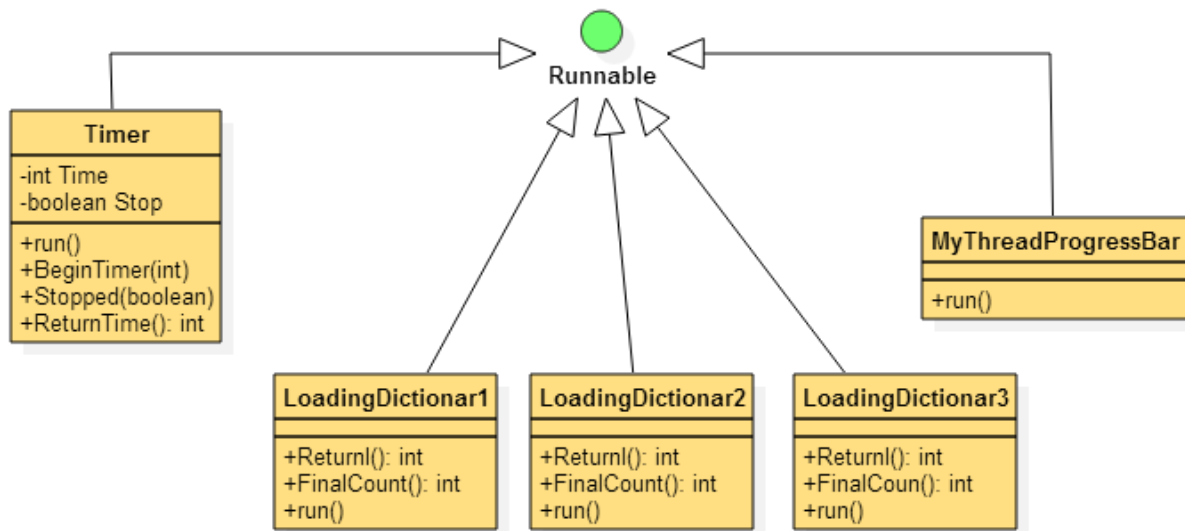 Runnable
Timer
-int Time
-boolean Stop
+run()
+BeginTimer(int)
+Stopped(boolean)
+ReturnTime(): int
MyThreadProgressBar
+run()
LoadingDictionar1
+ReturnI(): int
+FinalCount(): int
+run()
LoadingDictionar2
+ReturnI(): int
+FinalCount(): int
+run()
LoadingDictionar3
+ReturnI(): int
+FinalCoun(): int
+run()